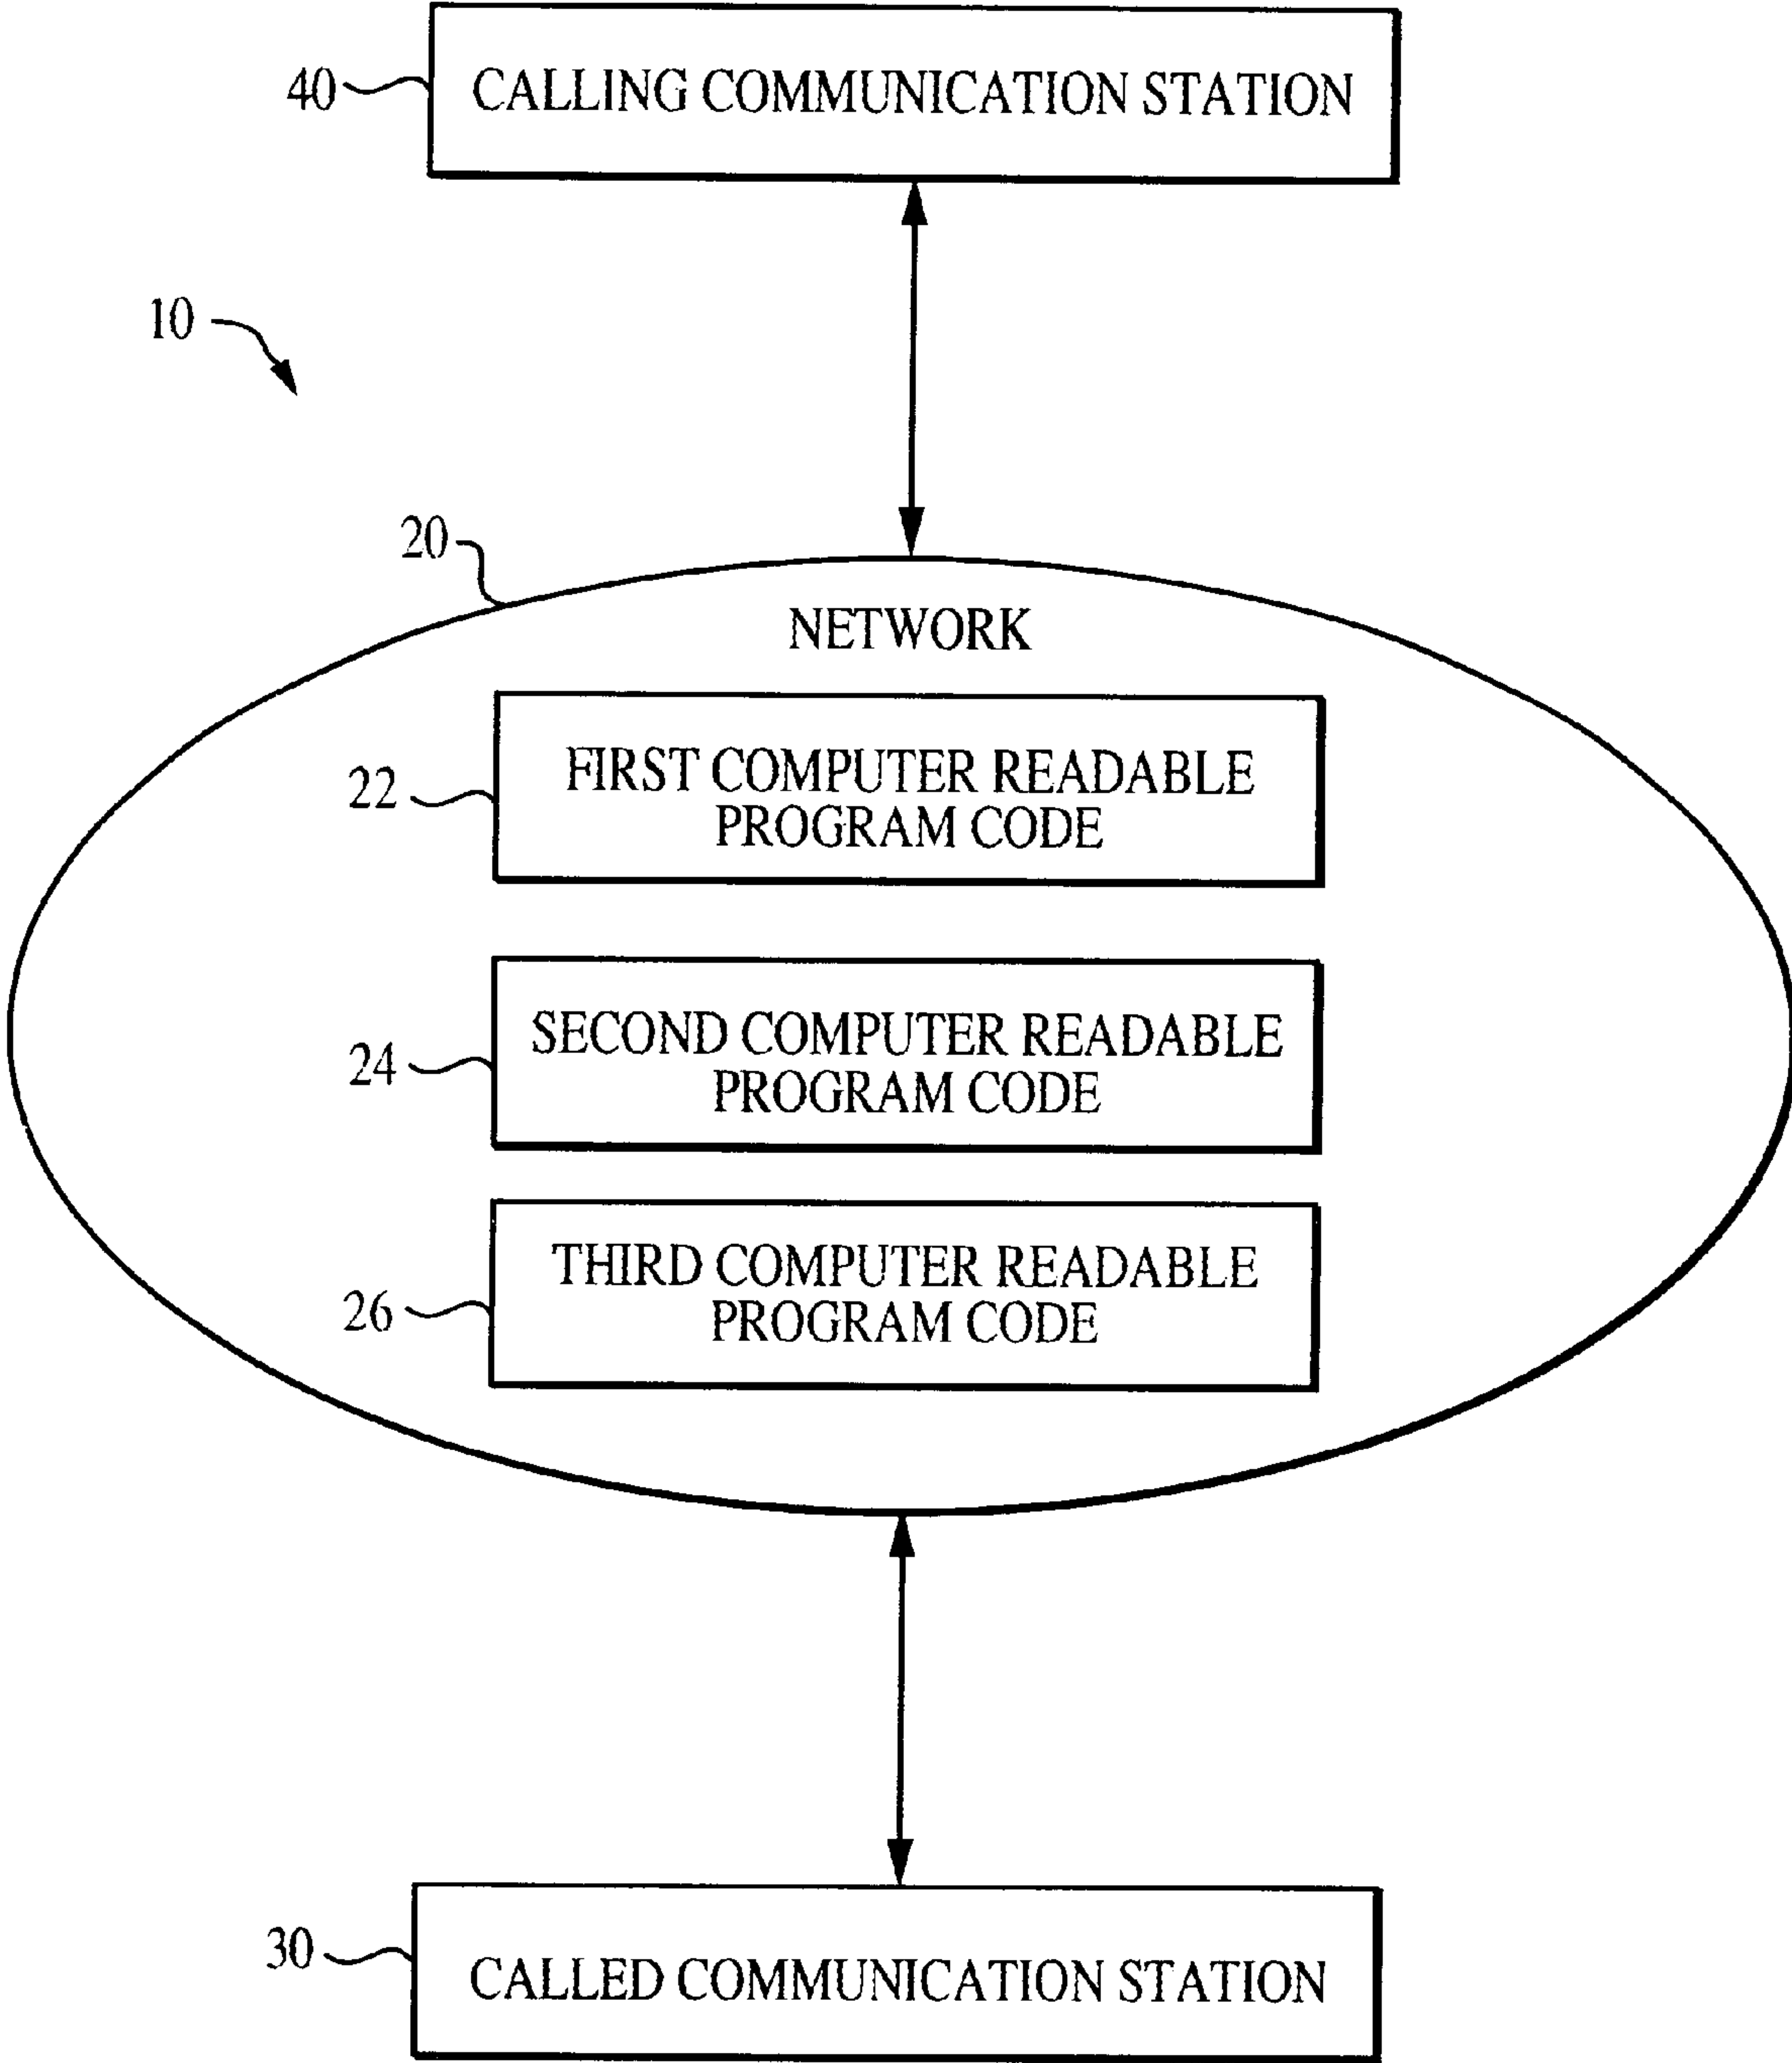 40
CALLING COMMUNICATION STATION
10
20
NETWORK
22
FIRST COMPUTER READABLE
PROGRAM CODE
24
SECOND COMPUTER READABLE
PROGRAM CODE
26
THIRD COMPUTER READABLE
PROGRAM CODE
30
CALLED COMMUNICATION STATION